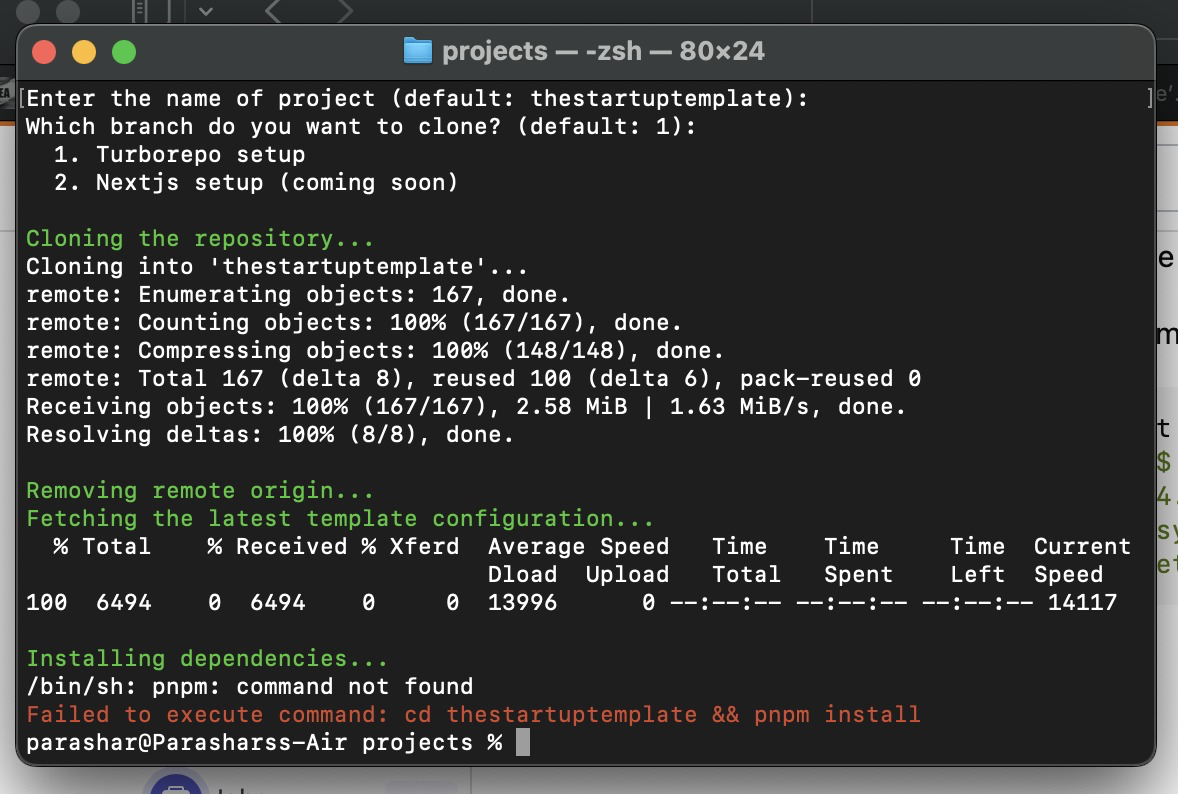 projects — -zsh — 80×24
[Enter the name of project (default: thestartuptemplate): ]
Which branch do you want to clone? (default: 1):
  1. Turborepo setup
  2. Nextjs setup (coming soon)
Cloning the repository...
Cloning into 'thestartuptemplate'...
remote: Enumerating objects: 167, done.
remote: Counting objects: 100% (167/167), done.
remote: Compressing objects: 100% (148/148), done.
remote: Total 167 (delta 8), reused 100 (delta 6), pack-reused 0
Receiving objects: 100% (167/167), 2.58 MiB | 1.63 MiB/s, done.
Resolving deltas: 100% (8/8), done.
Removing remote origin...
Fetching the latest template configuration...
  % Total    % Received % Xferd  Average Speed   Time    Time     Time  Current
                                 Dload  Upload   Total   Spent    Left  Speed
100  6494    0  6494    0     0  13996      0 --:--:-- --:--:-- --:--:-- 14117
Installing dependencies...
/bin/sh: pnpm: command not found
Failed to execute command: cd thestartuptemplate && pnpm install
parashar@Parasharss-Air projects %